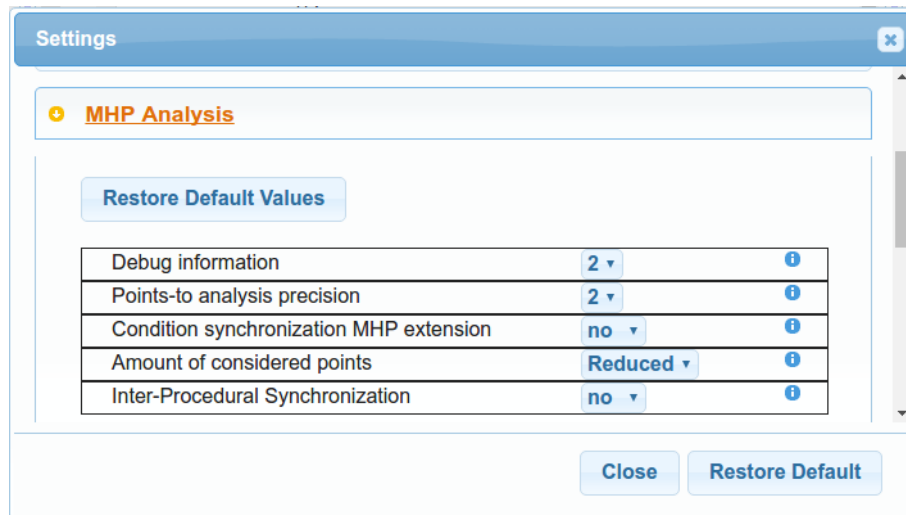 Settings
MHP Analysis
Restore Default Values
Debug information 2
Points-to analysis precision 2
Condition synchronization MHP extension no
Amount of considered points Reduced
Inter-Procedural Synchronization no
Close Restore Default